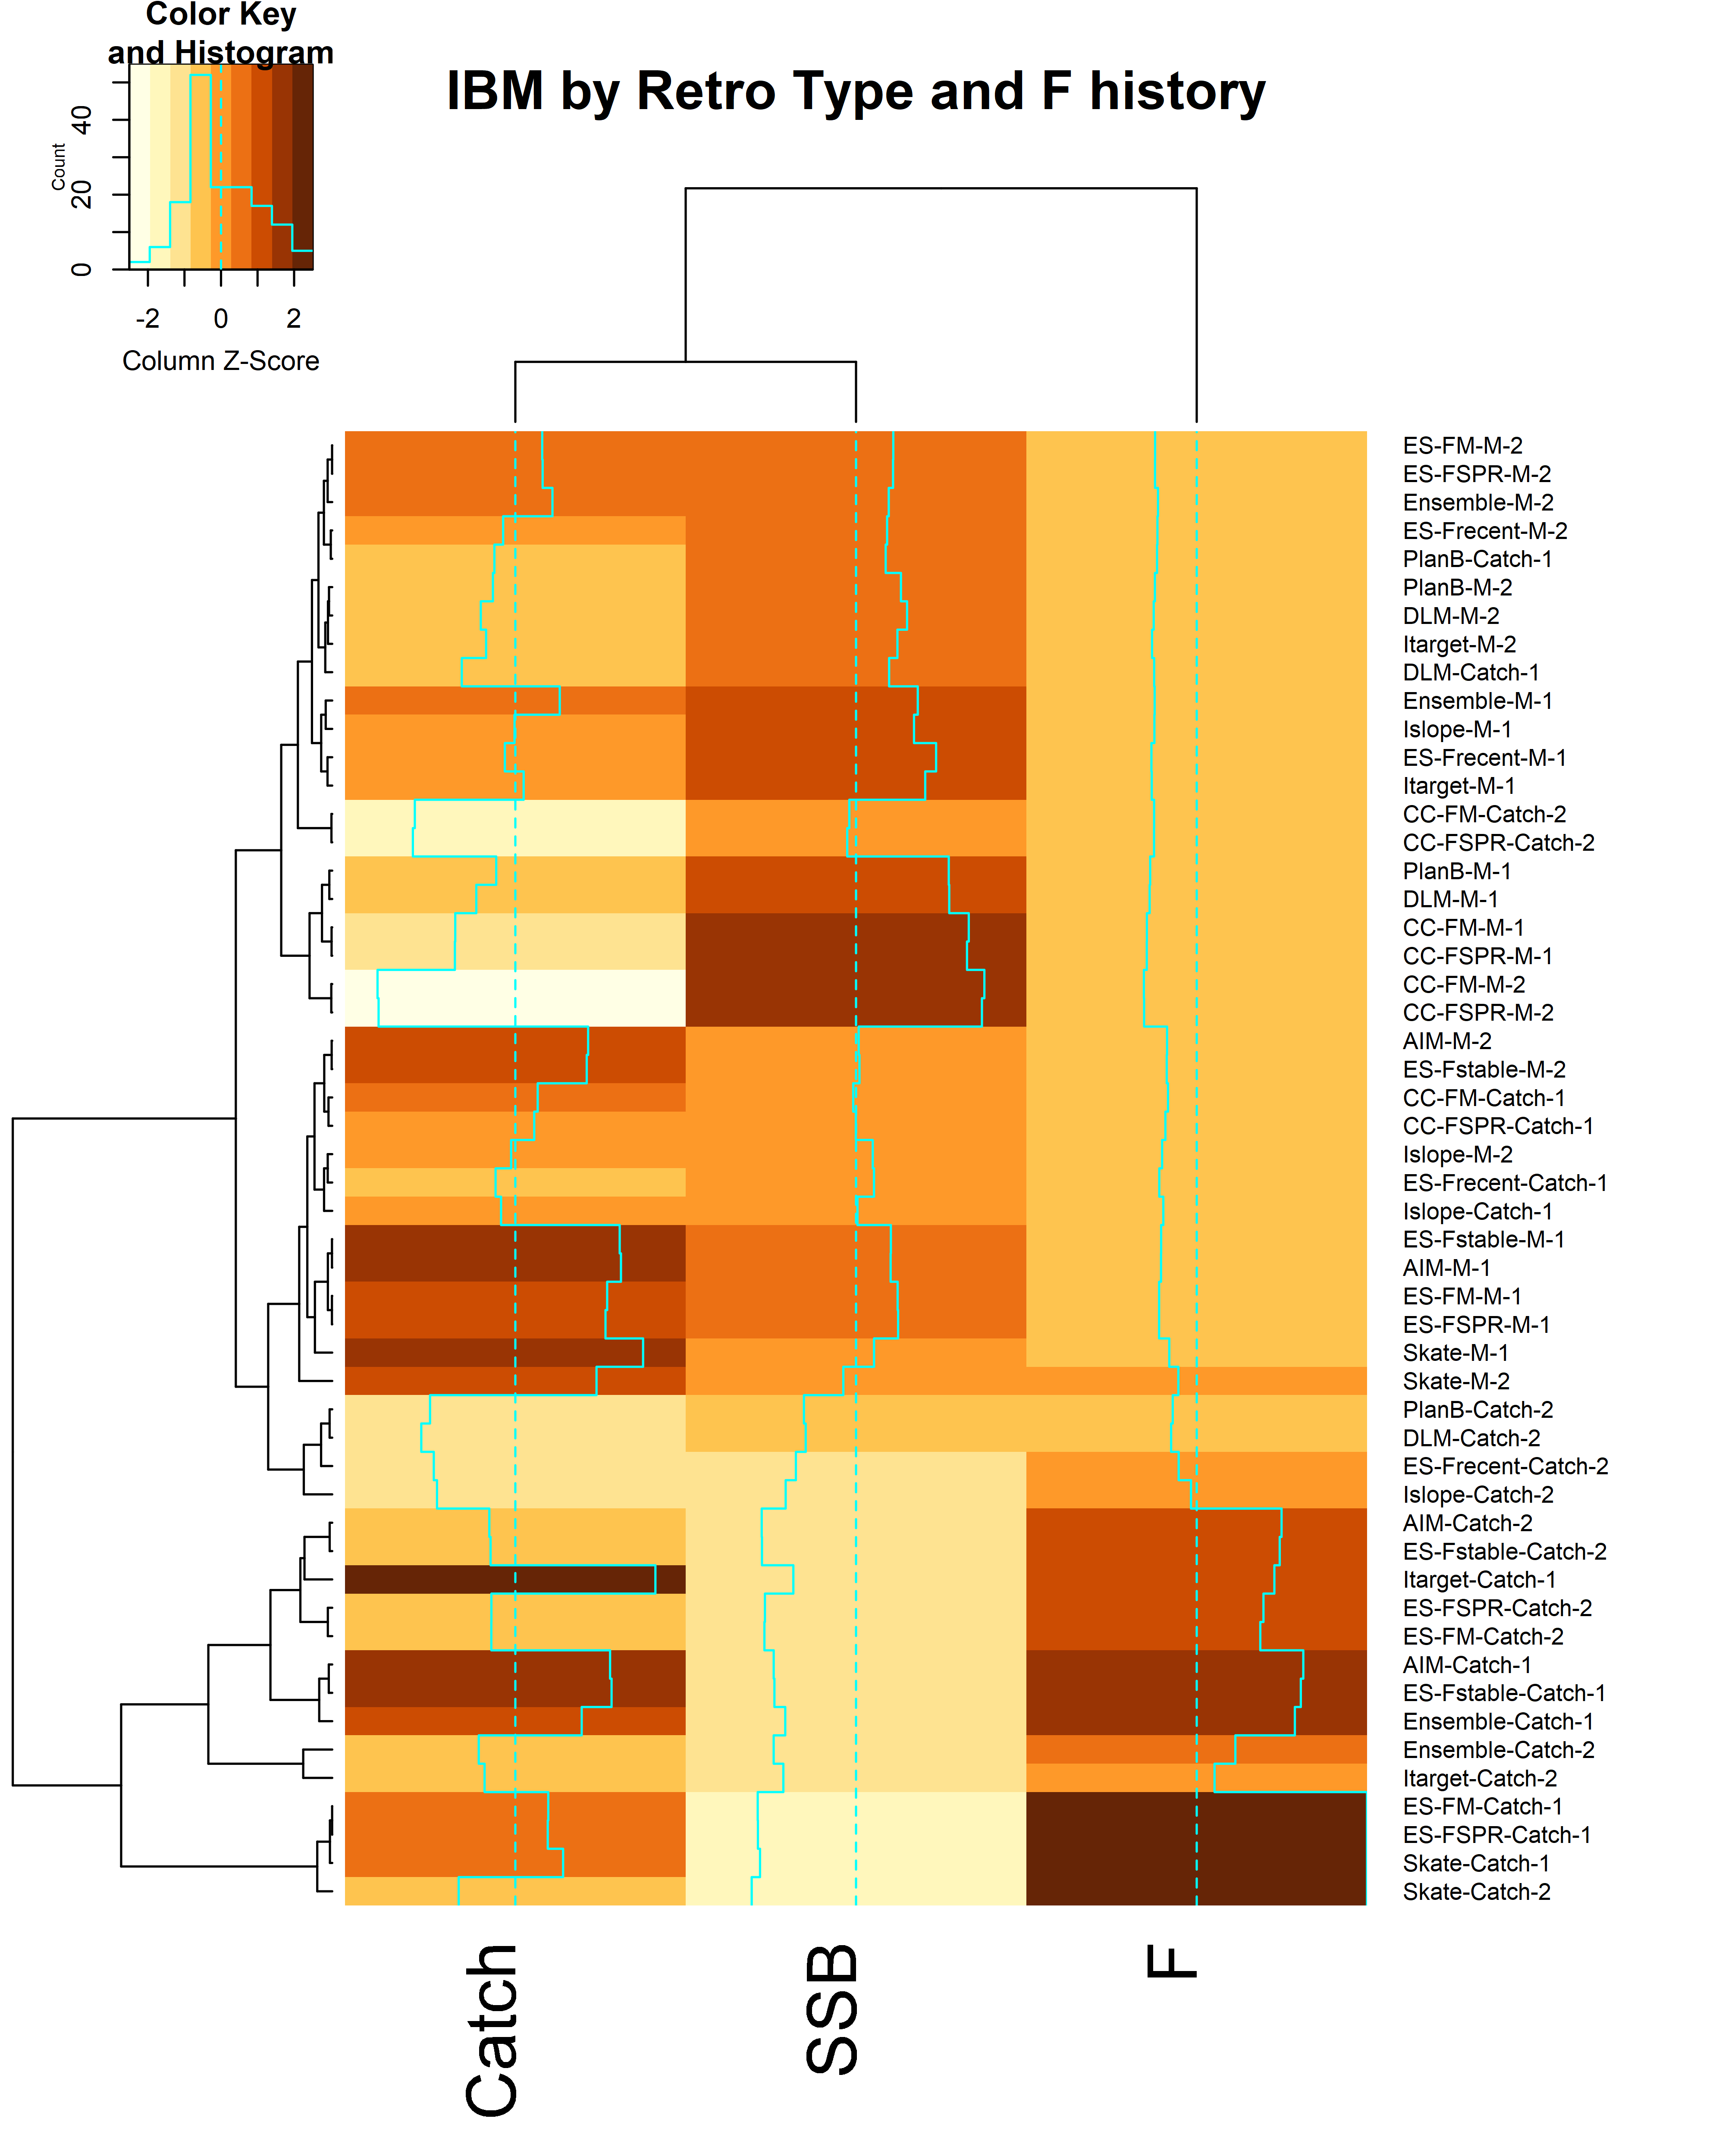 Color Key
and Histogram
IBM by Retro Type and F history
Count
0
20
40
-2
0
2
Column Z-Score
ES-FM-M-2
ES-FSPR-M-2
Ensemble-M-2
ES-Frecent-M-2
PlanB-Catch-1
PlanB-M-2
DLM-M-2
Itarget-M-2
DLM-Catch-1
Ensemble-M-1
Islope-M-1
ES-Frecent-M-1
Itarget-M-1
CC-FM-Catch-2
CC-FSPR-Catch-2
PlanB-M-1
DLM-M-1
CC-FM-M-1
CC-FSPR-M-1
CC-FM-M-2
CC-FSPR-M-2
AIM-M-2
ES-Fstable-M-2
CC-FM-Catch-1
CC-FSPR-Catch-1
Islope-M-2
ES-Frecent-Catch-1
Islope-Catch-1
ES-Fstable-M-1
AIM-M-1
ES-FM-M-1
ES-FSPR-M-1
Skate-M-1
Skate-M-2
PlanB-Catch-2
DLM-Catch-2
ES-Frecent-Catch-2
Islope-Catch-2
AIM-Catch-2
ES-Fstable-Catch-2
Itarget-Catch-1
ES-FSPR-Catch-2
ES-FM-Catch-2
AIM-Catch-1
ES-Fstable-Catch-1
Ensemble-Catch-1
Ensemble-Catch-2
Itarget-Catch-2
ES-FM-Catch-1
ES-FSPR-Catch-1
Skate-Catch-1
Skate-Catch-2
Catch
SSB
F